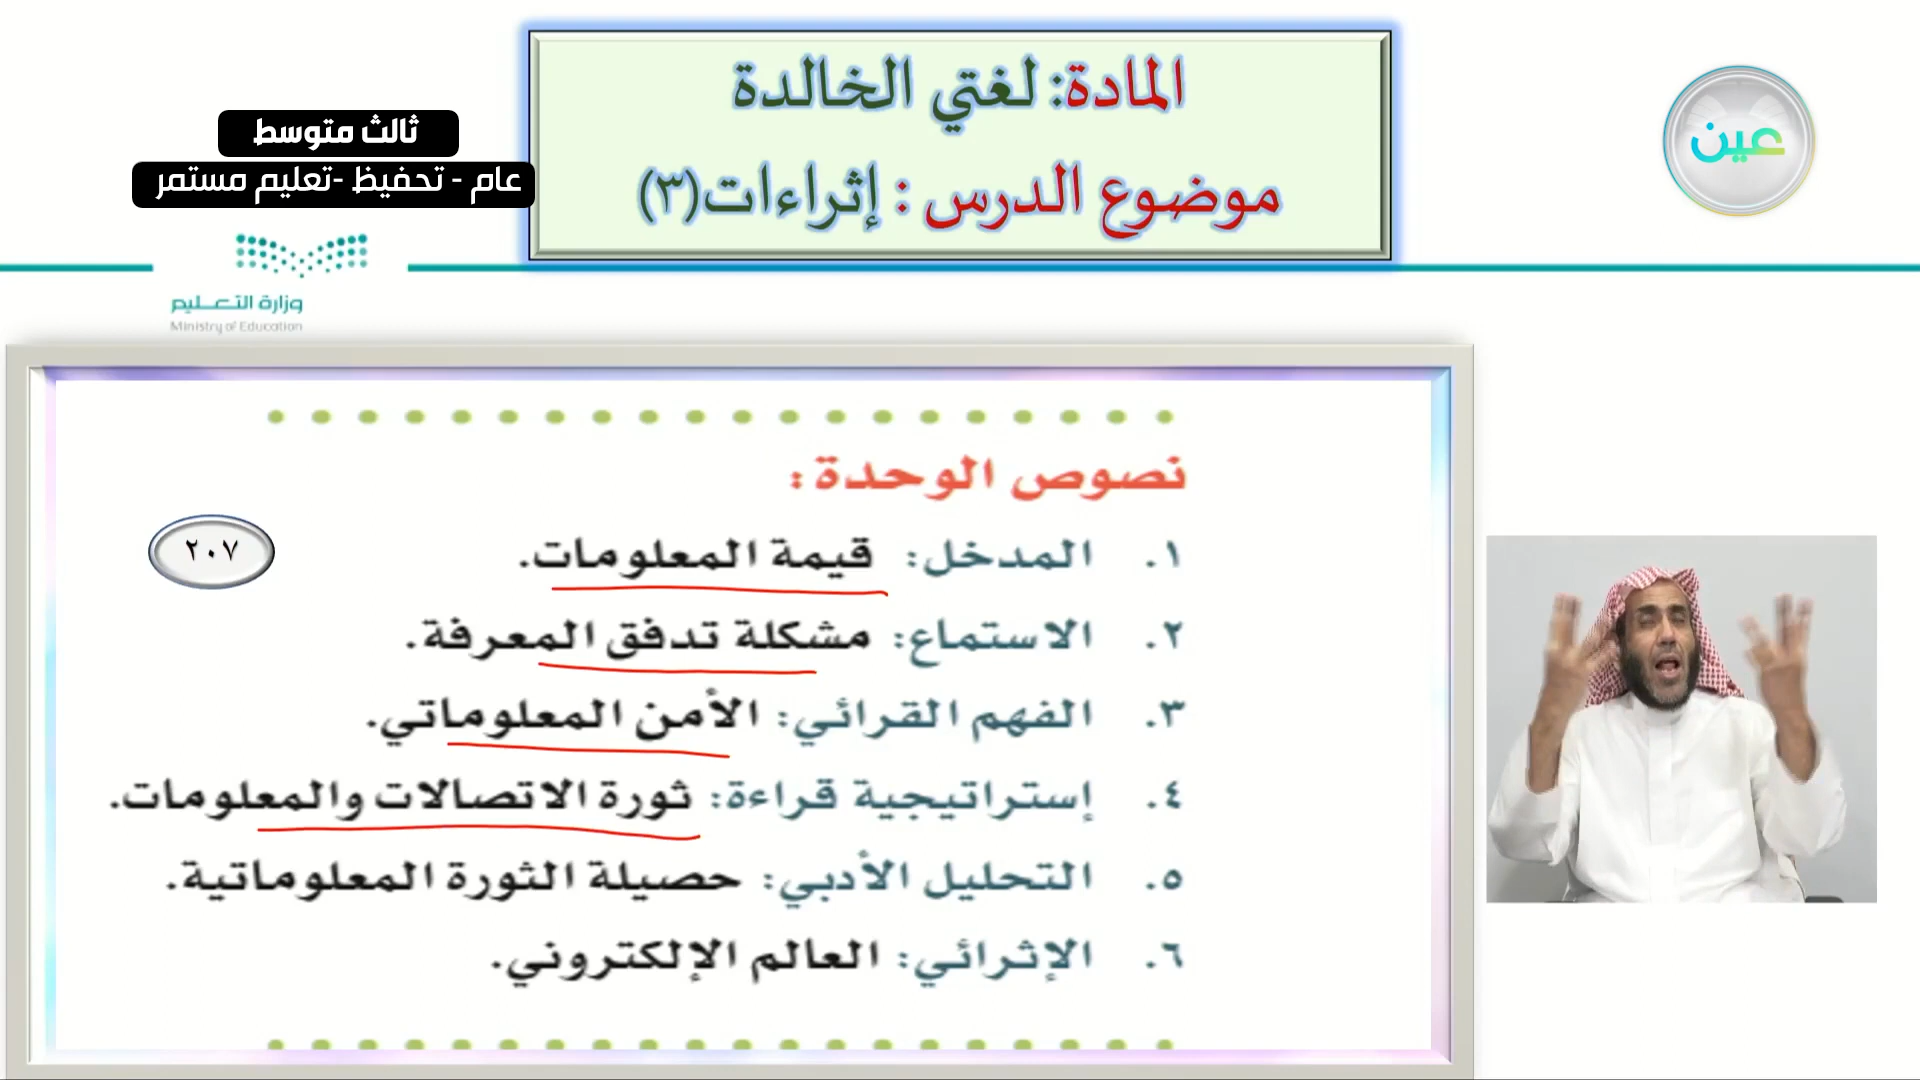 المادة: لغتي الخالدة
موضوع الدرس : إثراءات(٣)
عين
ثالث متوسط
عام - تحفيظ -تعليم مستمر
وزارة التعـليم
Ministry of Education
نصوص الوحدة :
٢٠٧
١. المدخل: قيمة المعلومات.
٢. الاستماع: مشكلة تدفق المعرفة.
٣. الفهم القرائي: الأمن المعلوماتي.
٤. إستراتيجية قراءة: ثورة الاتصالات والمعلومات.
٥. التحليل الأدبي: حصيلة الثورة المعلوماتية.
٦. الإثرائي: العالم الإلكتروني.